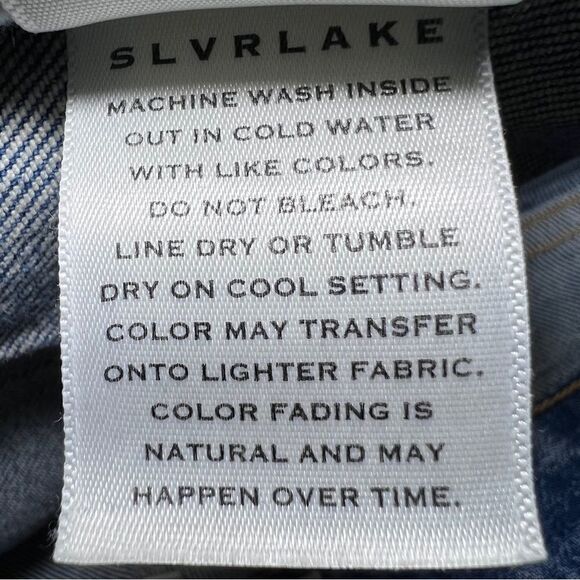 SLVRLAKE
MACHINE WASH INSIDE
OUT IN COLD WATER
WITH LIKE COLORS.
DO NOT BLEACH.
LINE DRY OR TUMBLE
DRY ON COOL SETTING.
COLOR MAY TRANSFER
ONTO LIGHTER FABRIC.
COLOR FADING IS
NATURAL AND MAY
HAPPEN OVER TIME.